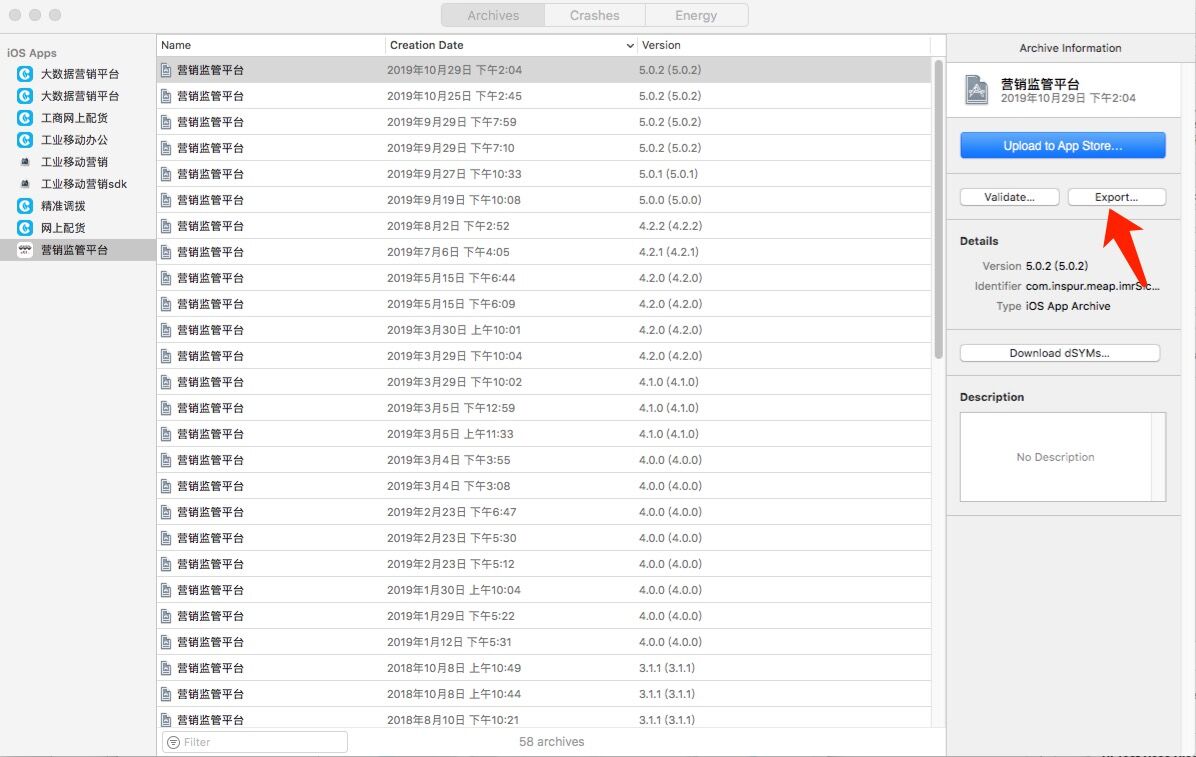 Archives Crashes Energy
iOS Apps
大数据营销平台
大数据营销平台
工商网上配货
工业移动办公
工业移动营销
工业移动营销sdk
精准调拨
网上配货
营销监管平台
Name Creation Date Version
营销监管平台 2019年10月29日 下午2:04 5.0.2 (5.0.2)
营销监管平台 2019年10月25日 下午2:45 5.0.2 (5.0.2)
营销监管平台 2019年9月29日 下午7:59 5.0.2 (5.0.2)
营销监管平台 2019年9月29日 下午7:10 5.0.2 (5.0.2)
营销监管平台 2019年9月27日 下午10:33 5.0.1 (5.0.1)
营销监管平台 2019年9月19日 下午10:08 5.0.0 (5.0.0)
营销监管平台 2019年8月2日 下午2:52 4.2.2 (4.2.2)
营销监管平台 2019年7月6日 下午4:05 4.2.1 (4.2.1)
营销监管平台 2019年5月15日 下午6:44 4.2.0 (4.2.0)
营销监管平台 2019年5月15日 下午6:09 4.2.0 (4.2.0)
营销监管平台 2019年3月30日 上午10:01 4.2.0 (4.2.0)
营销监管平台 2019年3月29日 下午10:04 4.2.0 (4.2.0)
营销监管平台 2019年3月29日 下午10:02 4.1.0 (4.1.0)
营销监管平台 2019年3月5日 下午12:59 4.1.0 (4.1.0)
营销监管平台 2019年3月5日 上午11:33 4.1.0 (4.1.0)
营销监管平台 2019年3月4日 下午3:55 4.0.0 (4.0.0)
营销监管平台 2019年3月4日 下午3:08 4.0.0 (4.0.0)
营销监管平台 2019年2月23日 下午6:47 4.0.0 (4.0.0)
营销监管平台 2019年2月23日 下午5:30 4.0.0 (4.0.0)
营销监管平台 2019年2月23日 下午5:12 4.0.0 (4.0.0)
营销监管平台 2019年1月30日 上午10:04 4.0.0 (4.0.0)
营销监管平台 2019年1月29日 下午5:22 4.0.0 (4.0.0)
营销监管平台 2019年1月12日 下午5:31 4.0.0 (4.0.0)
营销监管平台 2018年10月8日 上午10:49 3.1.1 (3.1.1)
营销监管平台 2018年10月8日 上午10:44 3.1.1 (3.1.1)
营销监管平台 2018年8月10日 下午10:21 3.1.1 (3.1.1)
Filter 58 archives
Archive Information
营销监管平台
2019年10月29日 下午2:04
Upload to App Store...
Validate... Export...
Details
Version 5.0.2 (5.0.2)
Identifier com.inspur.meap.imrS.c...
Type iOS App Archive
Download dSYMs...
Description
No Description